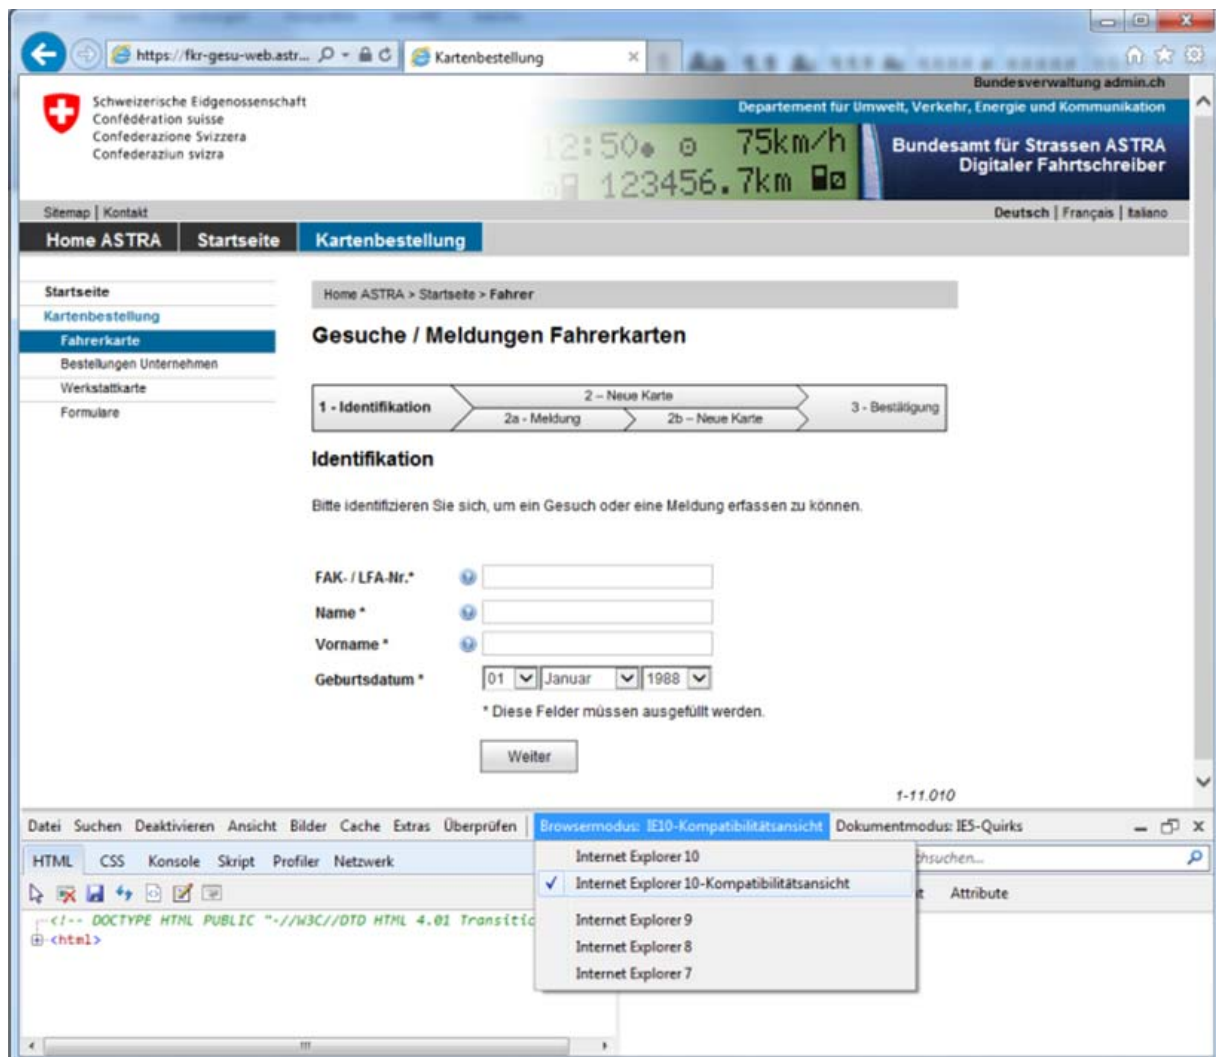 https://fkr-gesu-web.astr...
Kartenbestellung
Bundesverwaltung admin.ch
Schweizerische Eidgenossenschaft
Confédération suisse
Confederazione Svizzera
Confederaziun svizra
Departement für Umwelt, Verkehr, Energie und Kommunikation
12:50 75km/h
123456.7km
Bundesamt für Strassen ASTRA
Digitaler Fahrtschreiber
Sitemap | Kontakt
Deutsch | Français | Italiano
Home ASTRA Startseite Kartenbestellung
Startseite
Kartenbestellung
Fahrerkarte
Bestellungen Unternehmen
Werkstattkarte
Formulare
Home ASTRA > Startseite > Fahrer
Gesuche / Meldungen Fahrerkarten
1 - Identifikation
2 – Neue Karte
2a - Meldung
2b – Neue Karte
3 - Bestätigung
Identifikation
Bitte identifizieren Sie sich, um ein Gesuch oder eine Meldung erfassen zu können.
FAK- / LFA-Nr.*
Name *
Vorname *
Geburtsdatum * 01 Januar 1988
* Diese Felder müssen ausgefüllt werden.
Weiter
1-11.010
Datei Suchen Deaktivieren Ansicht Bilder Cache Extras Überprüfen | Browsermodus: IE10-Kompatibilitätsansicht Dokumentmodus: IE5-Quirks
HTML CSS Konsole Skript Profiler Netzwerk
Internet Explorer 10
Internet Explorer 10-Kompatibilitätsansicht
Internet Explorer 9
Internet Explorer 8
Internet Explorer 7
Attribute
<!-- DOCTYPE HTML PUBLIC "-//W3C//DTD HTML 4.01
<html>